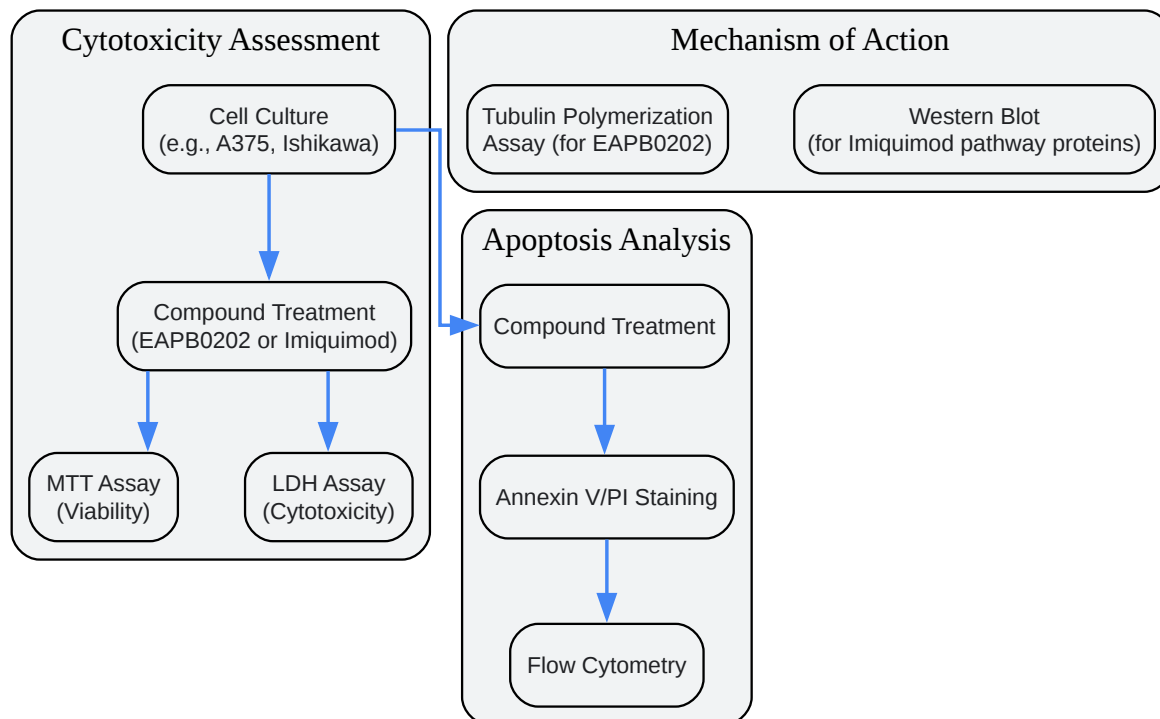 Cytotoxicity Assessment
Cell Culture
(e.g., A375, Ishikawa)
Compound Treatment
(EAPB0202 or Imiquimod)
MTT Assay
(Viability)
LDH Assay
(Cytotoxicity)
Mechanism of Action
Tubulin Polymerization
Assay (for EAPB0202)
Western Blot
(for Imiquimod pathway proteins)
Apoptosis Analysis
Compound Treatment
Annexin V/PI Staining
Flow Cytometry